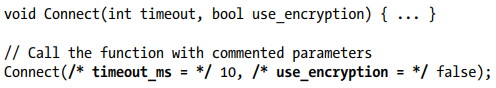 void Connect(int timeout, bool use_encryption) { ... }
// Call the function with commented parameters
Connect(/* timeout_ms = */ 10, /* use_encryption = */ false);